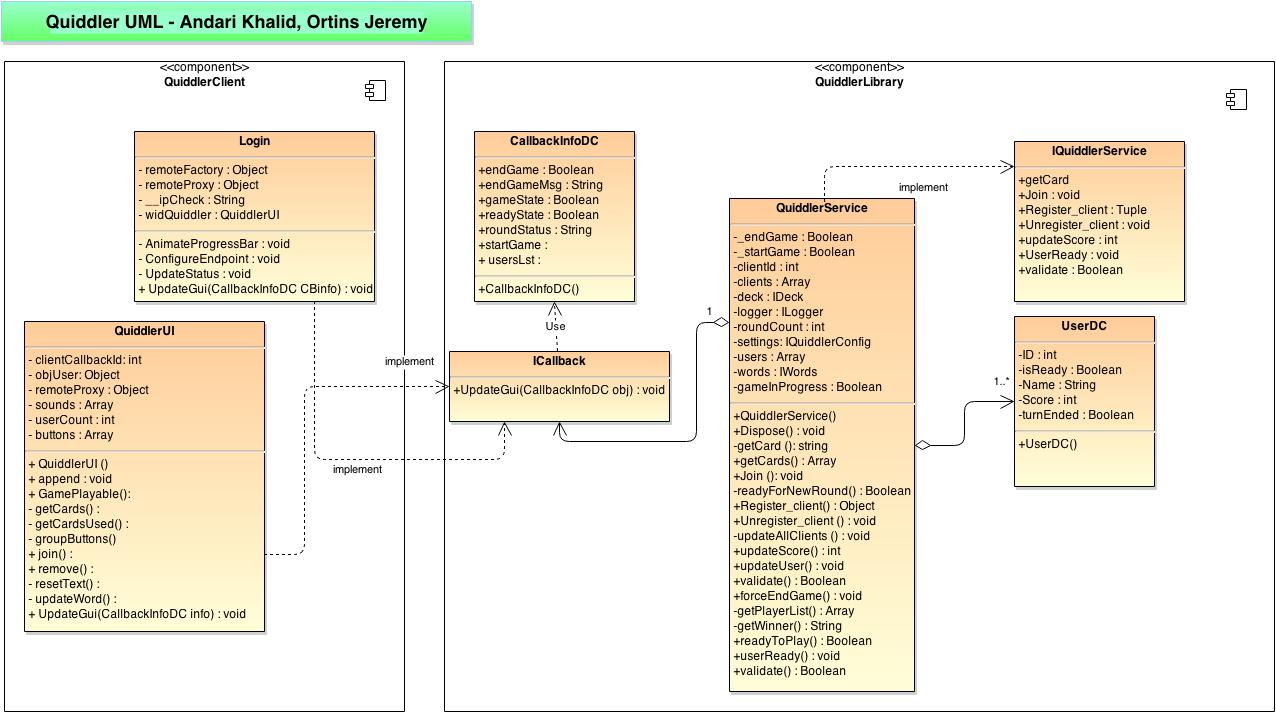 Quiddler UML - Andari Khalid, Ortins Jeremy
<<component>>
QuiddlerClient
Login
- remoteFactory : Object
- remoteProxy : Object
- __ipCheck : String
- widQuiddler : QuiddlerUI
- AnimateProgressBar : void
- ConfigureEndpoint : void
- UpdateStatus : void
+ UpdateGui(CallbackInfoDC CBinfo) : void
QuiddlerUI
- clientCallbackId: int
- objUser: Object
- remoteProxy : Object
- sounds : Array
- userCount : int
- buttons : Array
+ QuiddlerUI ()
+ append : void
+ GamePlayable():
- getCards() :
- getCardsUsed() :
- groupButtons()
+ join() :
+ remove() :
- resetText() :
- updateWord() :
+ UpdateGui(CallbackInfoDC info) : void
implement
implement
<<component>>
QuiddlerLibrary
CallbackInfoDC
+endGame : Boolean
+endGameMsg : String
+gameState : Boolean
+readyState : Boolean
+roundStatus : String
+startGame :
+ usersLst :
+CallbackInfoDC()
Use
ICallback
+UpdateGui(CallbackInfoDC obj) : void
1
QuiddlerService
-_endGame : Boolean
-_startGame : Boolean
-clientId : int
-clients : Array
-deck : IDeck
-logger : ILogger
-roundCount : int
-settings: IQuiddlerConfig
-users : Array
-words : IWords
-gameInProgress : Boolean
+QuiddlerService()
+Dispose() : void
-getCard (): string
+getCards() : Array
+Join (): void
-readyForNewRound() : Boolean
+Register_client() : Object
+Unregister_client () : void
-updateAllClients () : void
+updateScore() : int
+updateUser() : void
+validate() : Boolean
+forceEndGame() : void
-getPlayerList() : Array
-getWinner() : String
+readyToPlay() : Boolean
+userReady() : void
+validate() : Boolean
implement
IQuiddlerService
+getCard
+Join : void
+Register_client : Tuple
+Unregister_client : void
+updateScore : int
+UserReady : void
+validate : Boolean
1..*
UserDC
-ID : int
-isReady : Boolean
-Name : String
-Score : int
-turnEnded : Boolean
+UserDC()